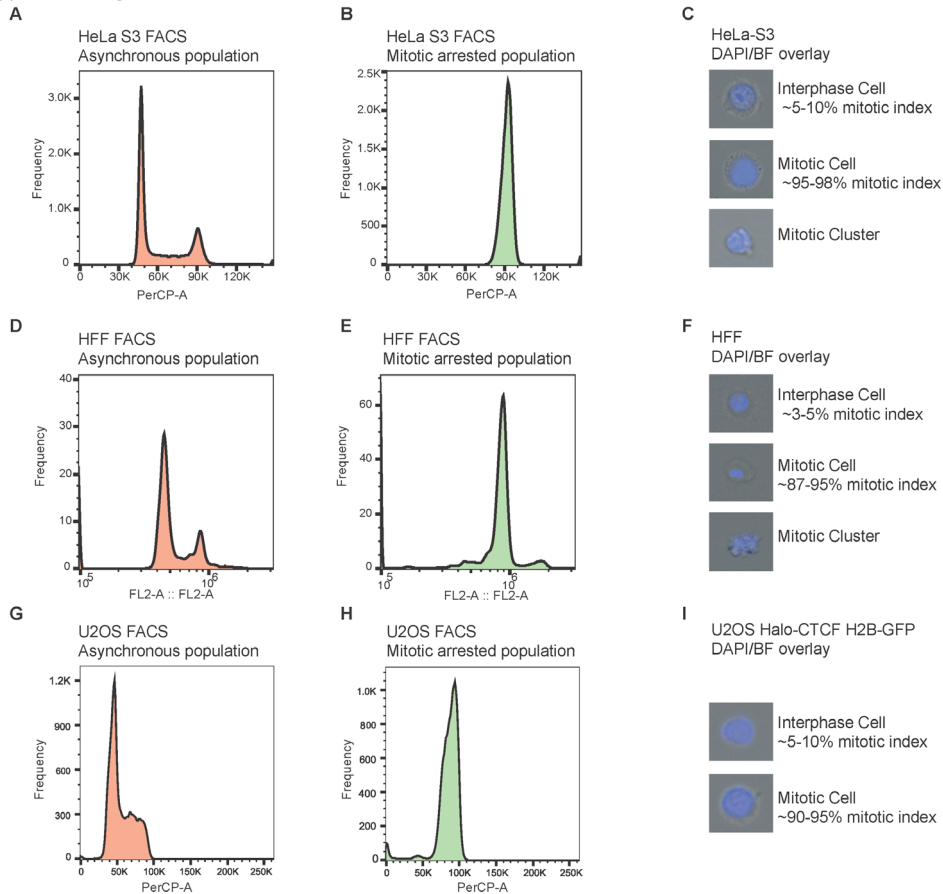 A
HeLa S3 FACS
Asynchronous population
3.0K
2.0K
1.0K
0
Frequency
0 30K 60K 90K 120K
PerCP-A
B
HeLa S3 FACS
Mitotic arrested population
2.5K
2.0K
1.5K
1.0K
500
0
Frequency
0 30K 60K 90K 120K
PerCP-A
C
HeLa-S3
DAPI/BF overlay
Interphase Cell
~5-10% mitotic index
Mitotic Cell
~95-98% mitotic index
Mitotic Cluster
D
HFF FACS
Asynchronous population
40
30
20
10
0
Frequency
10^5 10^6
FL2-A :: FL2-A
E
HFF FACS
Mitotic arrested population
60
40
20
0
Frequency
10^5 10^6
FL2-A :: FL2-A
F
HFF
DAPI/BF overlay
Interphase Cell
~3-5% mitotic index
Mitotic Cell
~87-95% mitotic index
Mitotic Cluster
G
U2OS FACS
Asynchronous population
1.2K
900
600
300
0
Frequency
0 50K 100K 150K 200K 250K
PerCP-A
H
U2OS FACS
Mitotic arrested population
1.0K
800
600
400
200
0
Frequency
0 50K 100K 150K 200K 250K
PerCP-A
I
U2OS Halo-CTCF H2B-GFP
DAPI/BF overlay
Interphase Cell
~5-10% mitotic index
Mitotic Cell
~90-95% mitotic index